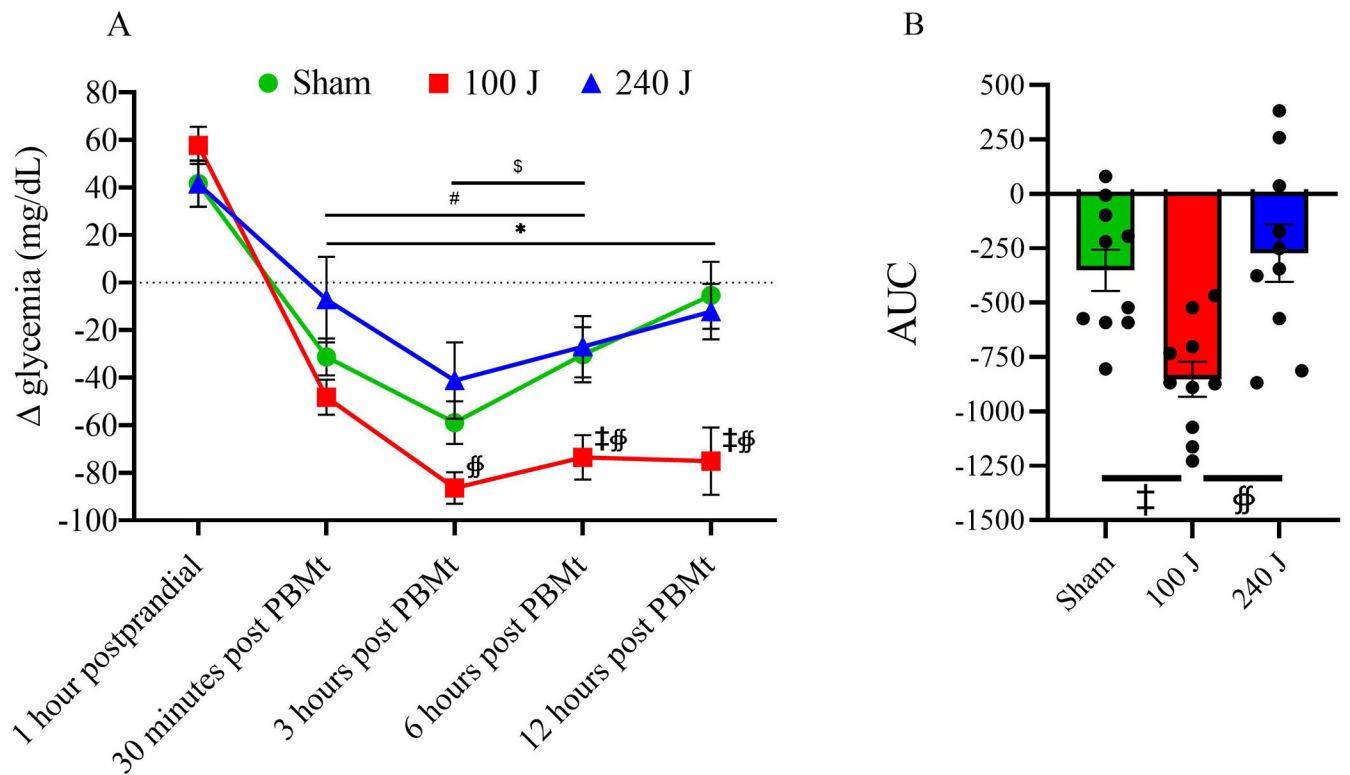 A
Sham 100 J 240 J
80
60
40
20
0
-20
-40
-60
-80
-100
Δ glycemia (mg/dL)
$
#
*
∯
‡∯
‡∯
1 hour postprandial
30 minutes post PBMt
3 hours post PBMt
6 hours post PBMt
12 hours post PBMt
B
500
250
0
-250
-500
-750
-1000
-1250
-1500
AUC
‡
∯
Sham
100 J
240 J